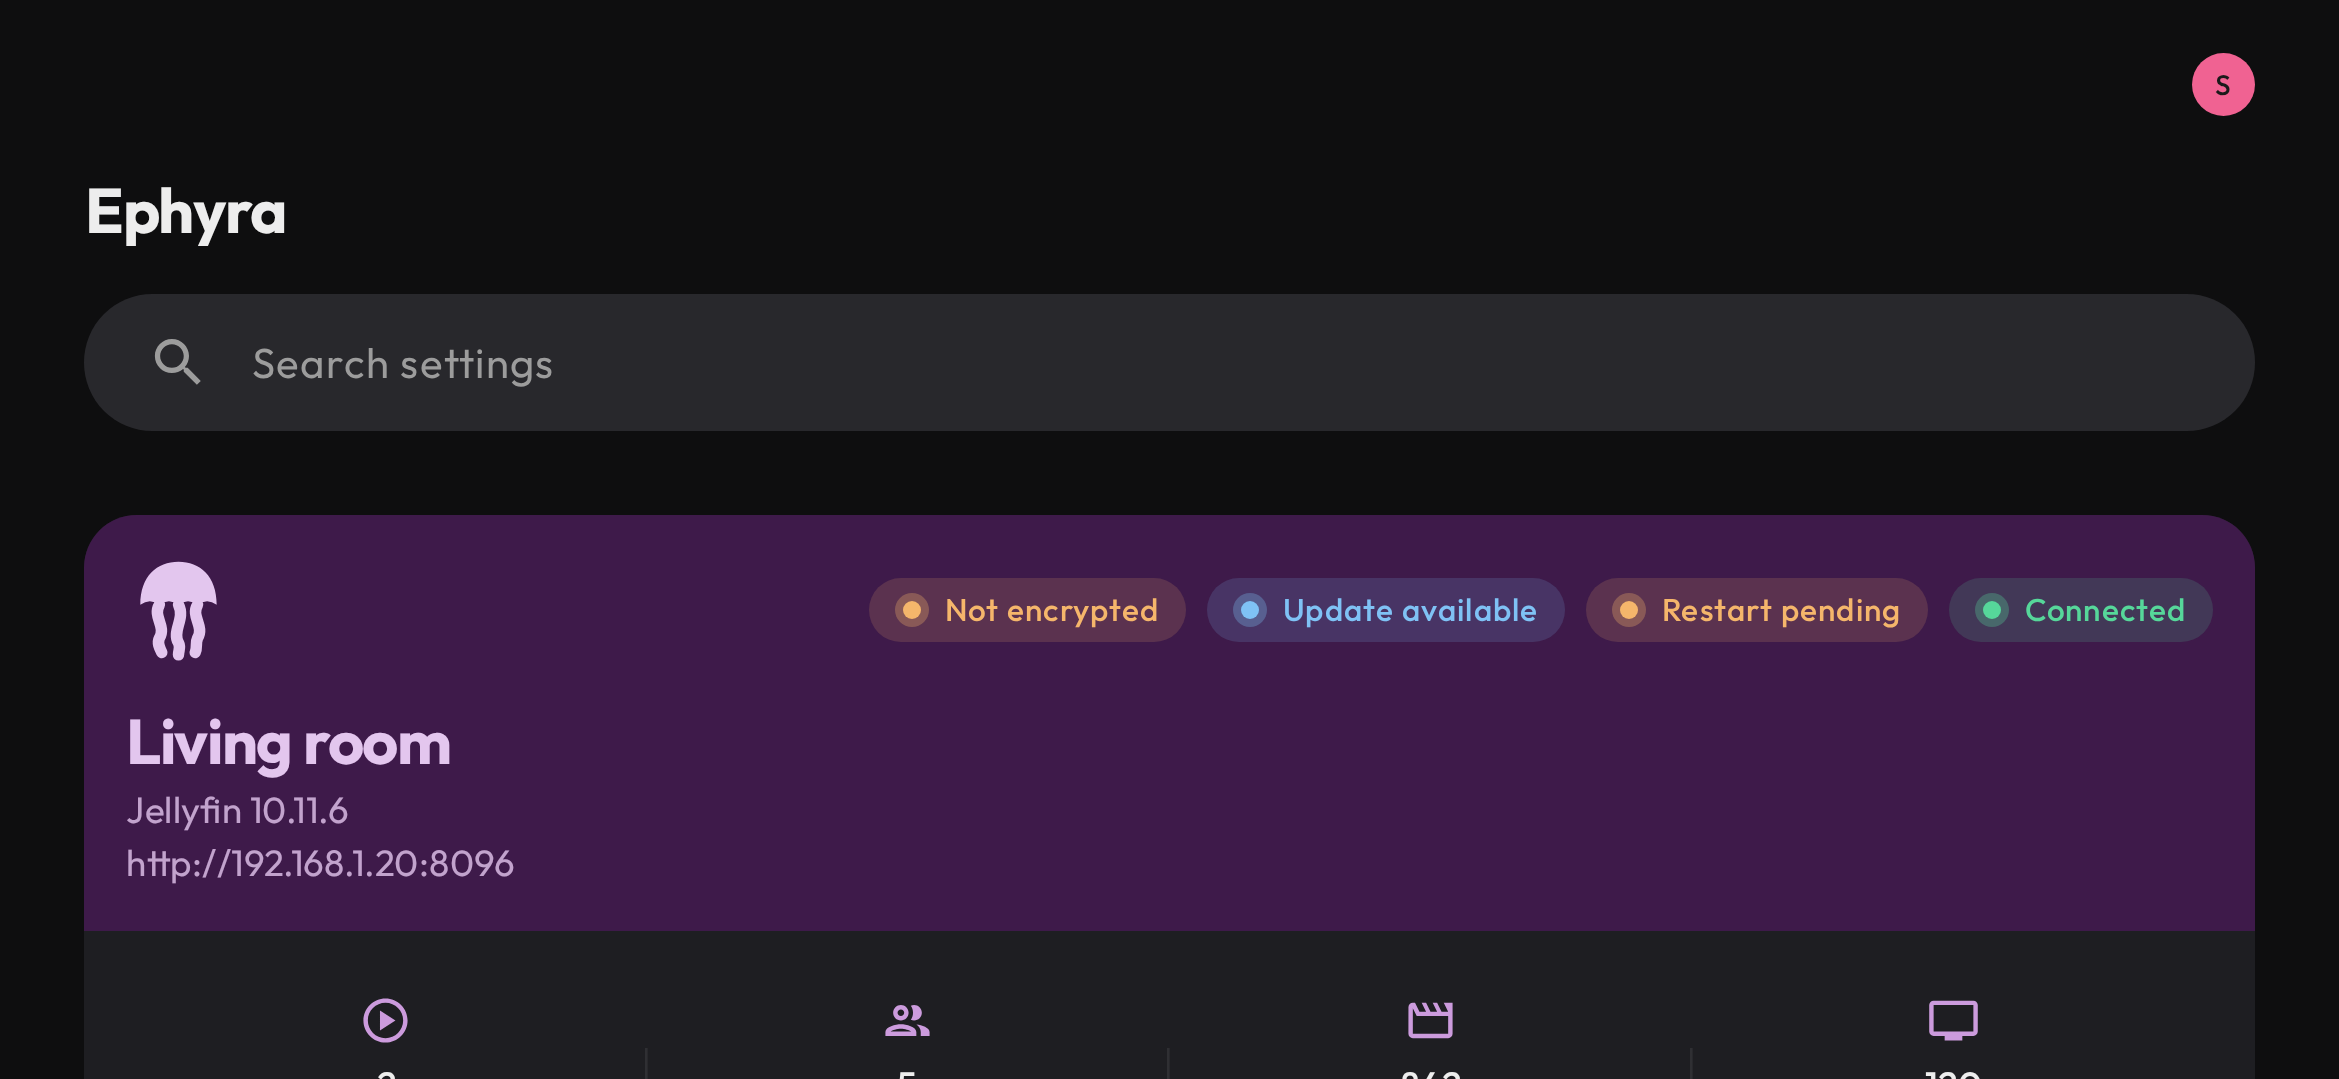 S
Ephyra
Search settings
Not encrypted
Update available
Restart pending
Connected
Living room
Jellyfin 10.11.6
http://192.168.1.20:8096